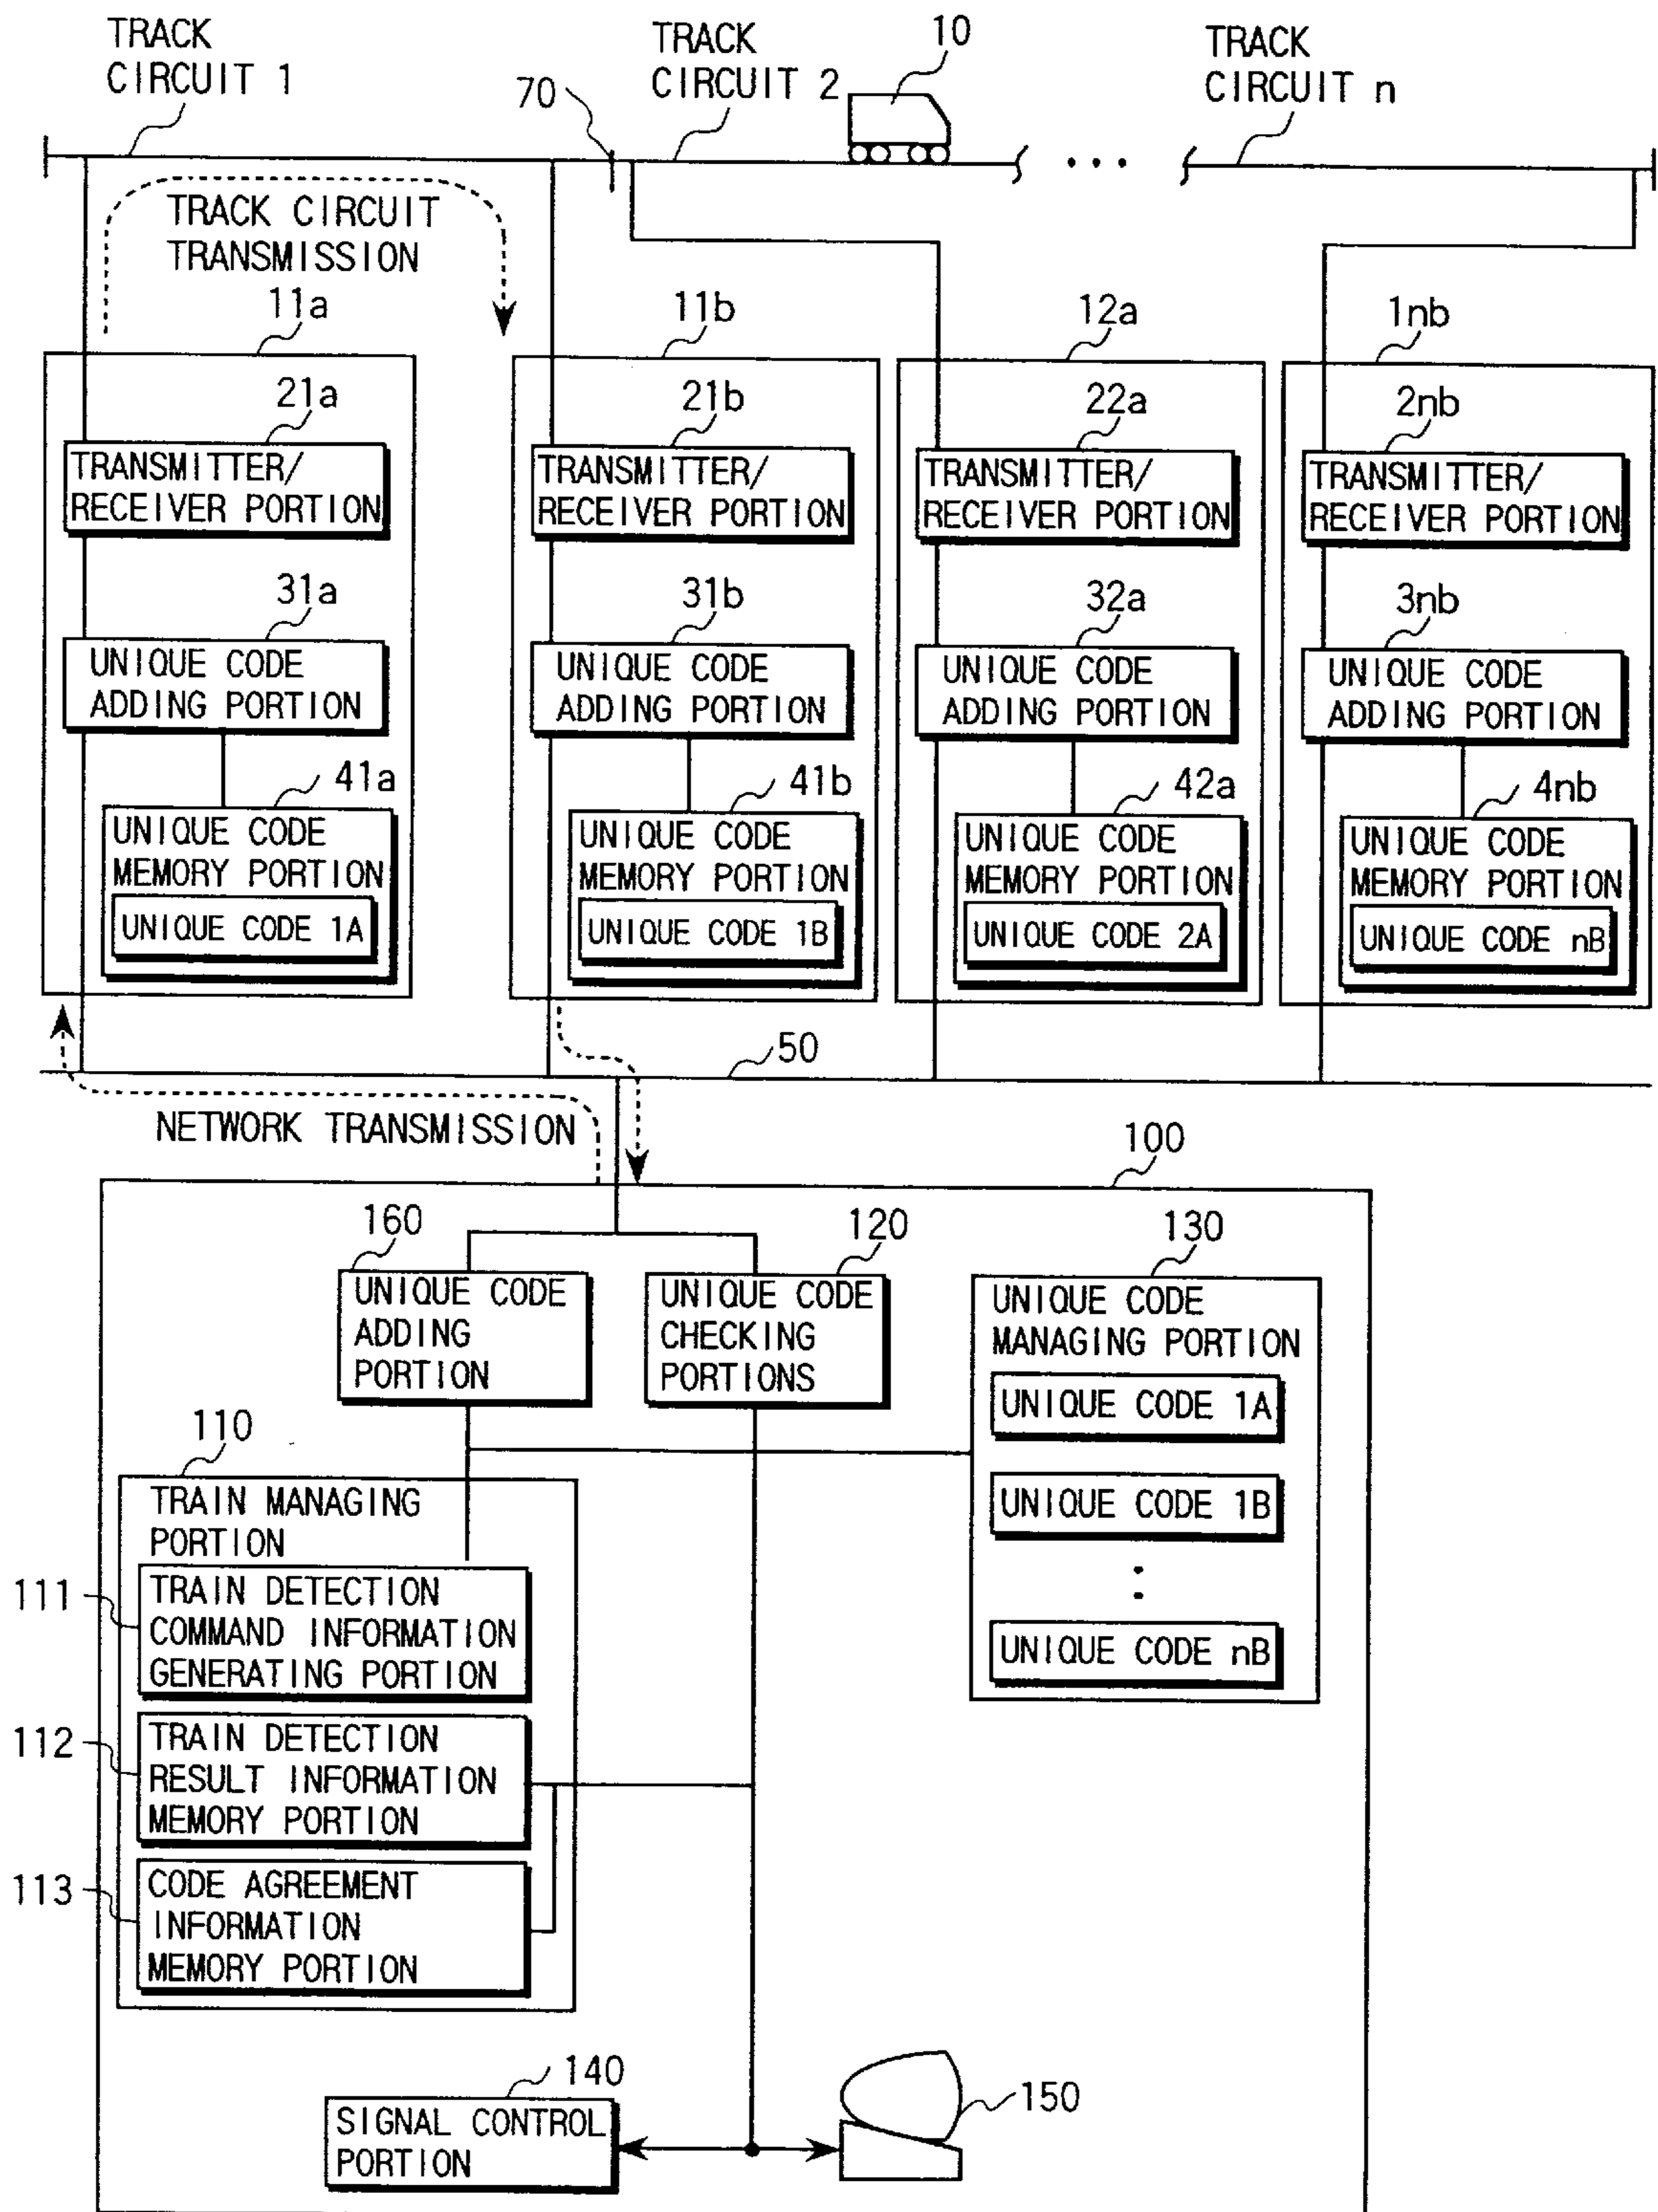 TRACK
CIRCUIT 1
TRACK
CIRCUIT 2
10
TRACK
CIRCUIT n
70
• • •
TRACK CIRCUIT
TRANSMISSION
11a
11b
12a
1nb
21a
21b
22a
2nb
TRANSMITTER/
RECEIVER PORTION
TRANSMITTER/
RECEIVER PORTION
TRANSMITTER/
RECEIVER PORTION
TRANSMITTER/
RECEIVER PORTION
31a
31b
32a
3nb
UNIQUE CODE
ADDING PORTION
UNIQUE CODE
ADDING PORTION
UNIQUE CODE
ADDING PORTION
UNIQUE CODE
ADDING PORTION
41a
41b
42a
4nb
UNIQUE CODE
MEMORY PORTION
UNIQUE CODE 1A
UNIQUE CODE
MEMORY PORTION
UNIQUE CODE 1B
UNIQUE CODE
MEMORY PORTION
UNIQUE CODE 2A
UNIQUE CODE
MEMORY PORTION
UNIQUE CODE nB
50
NETWORK TRANSMISSION
100
160
120
130
UNIQUE CODE
ADDING
PORTION
UNIQUE CODE
CHECKING
PORTIONS
UNIQUE CODE
MANAGING PORTION
UNIQUE CODE 1A
UNIQUE CODE 1B
:
UNIQUE CODE nB
110
TRAIN MANAGING
PORTION
111
TRAIN DETECTION
COMMAND INFORMATION
GENERATING PORTION
112
TRAIN DETECTION
RESULT INFORMATION
MEMORY PORTION
113
CODE AGREEMENT
INFORMATION
MEMORY PORTION
140
SIGNAL CONTROL
PORTION
150